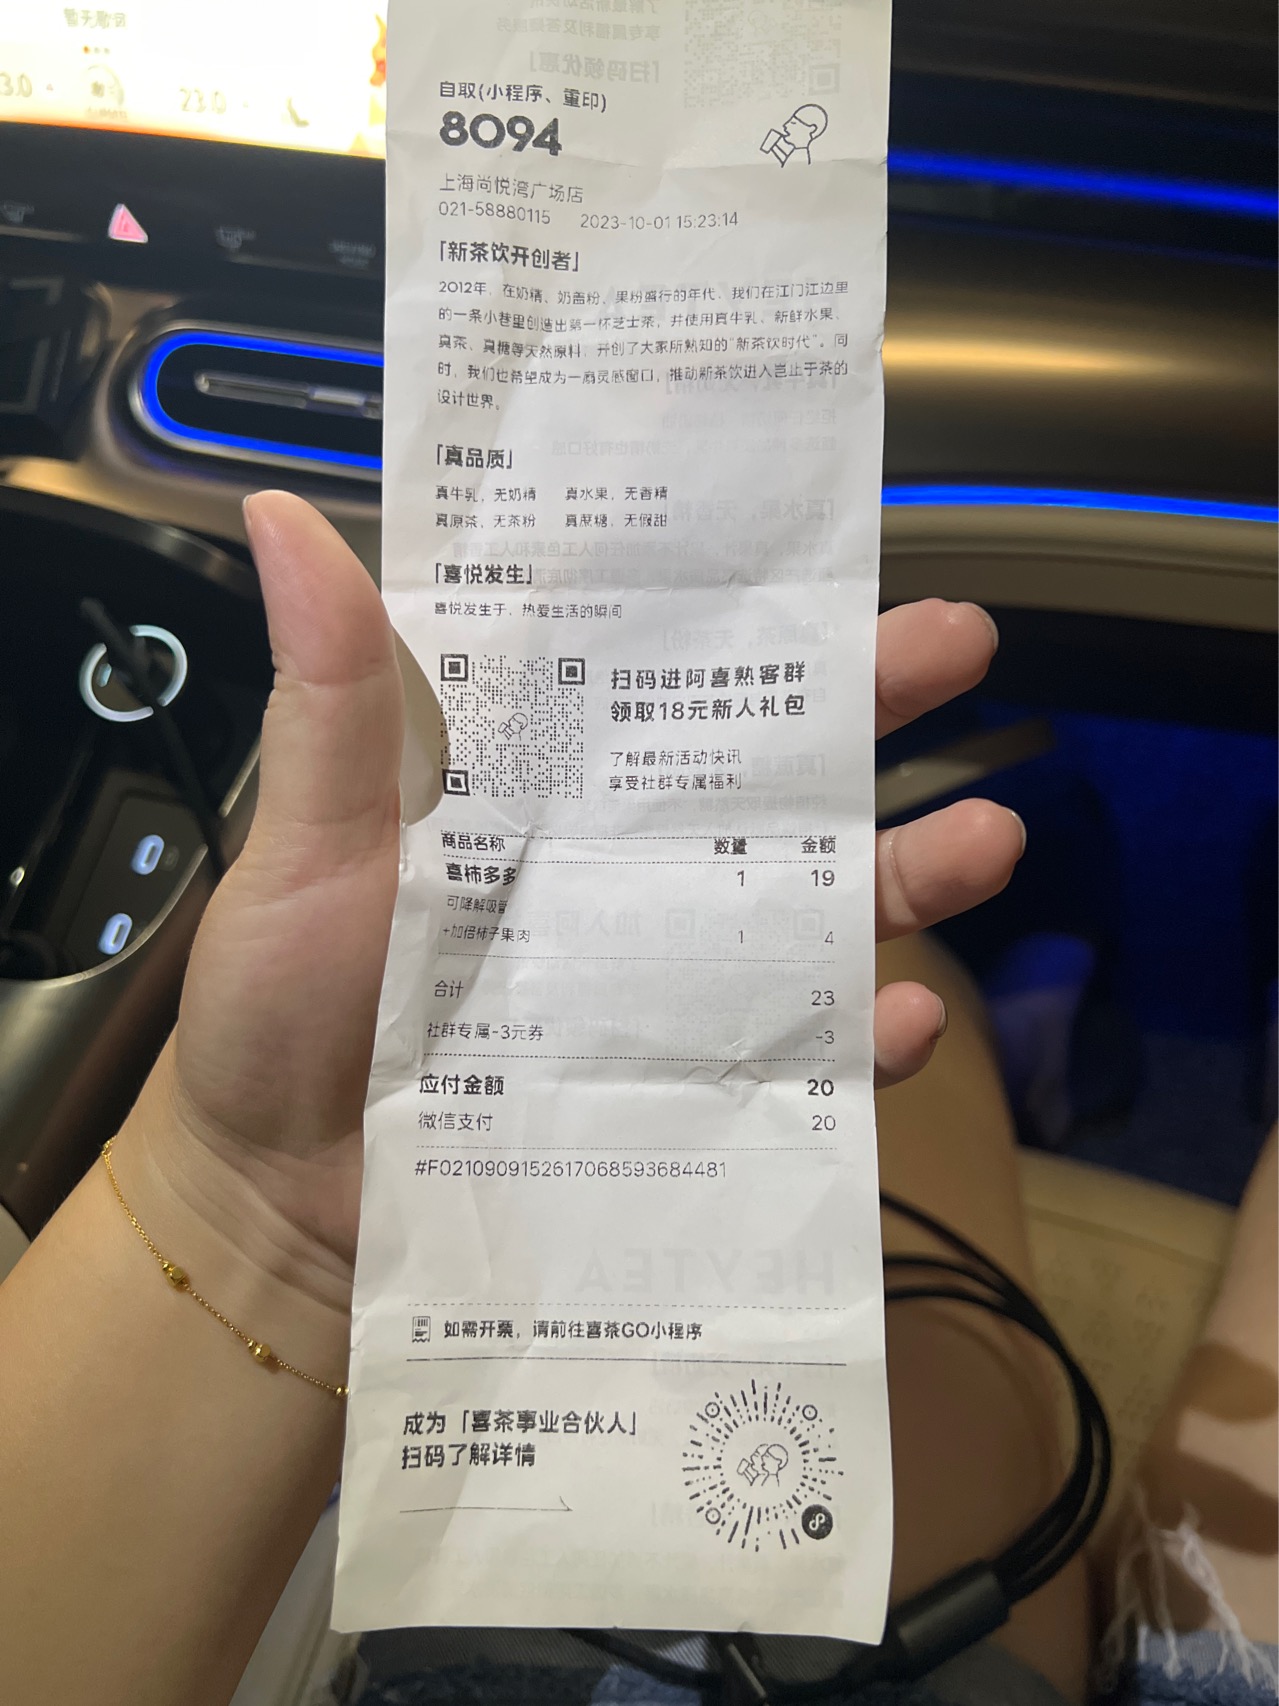 暂无歌词
23.0
自取(小程序、重印)
8094
上海尚悦湾广场店
021-58880115 2023-10-01 15:23:14
「新茶饮开创者」
2012年，在奶精、奶盖粉、果粉盛行的年代，我们在江门江边里
的一条小巷里创造出第一杯芝士茶，并使用真牛乳、新鲜水果、
真茶、真糖等天然原料，开创了大家所熟知的“新茶饮时代”。同
时，我们也希望成为一扇灵感窗口，推动新茶饮进入岂止于茶的
设计世界。
「真品质」
真牛乳，无奶精 真水果，无香精
真原茶，无茶粉 真蔗糖，无假甜
「喜悦发生」
喜悦发生于，热爱生活的瞬间
扫码进阿喜熟客群
领取18元新人礼包
了解最新活动快讯
享受社群专属福利
商品名称 数量 金额
喜柿多多 1 19
可降解吸管
+加倍柿子果肉 1 4
合计 23
社群专属-3元券 -3
应付金额 20
微信支付 20
#F0210909152617068593684481
HEYTEA
如需开票，请前往喜茶GO小程序
成为「喜茶事业合伙人」
扫码了解详情